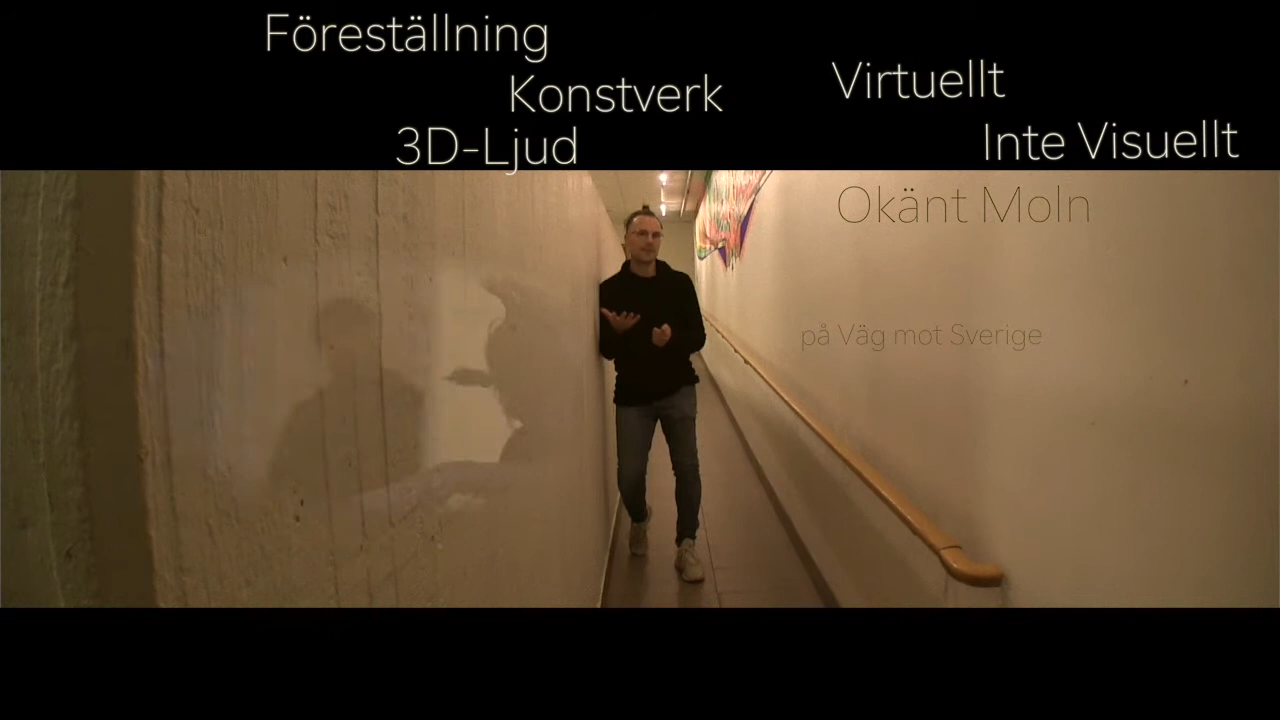 Föreställning
Konstverk
3D-Ljud
Virtuellt
Inte Visuellt
Okänt Moln
på Väg mot Sverige